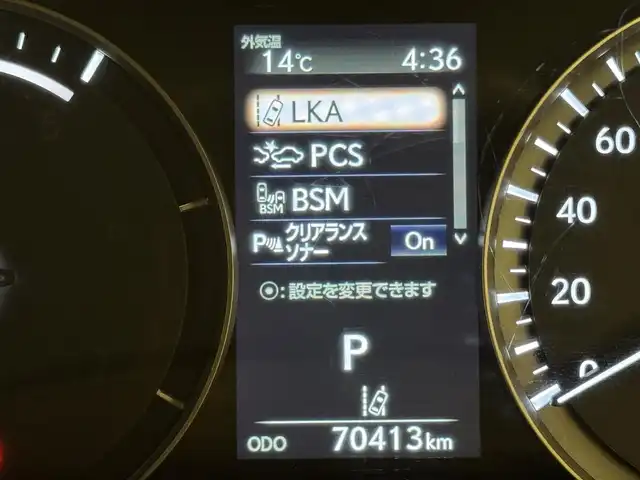 外気温
14℃ 4:36
LKA
PCS
BSM BSM
P クリアランス
ソナー On
⦿:設定を変更できます
P
ODO 70413km
60
40
20
0